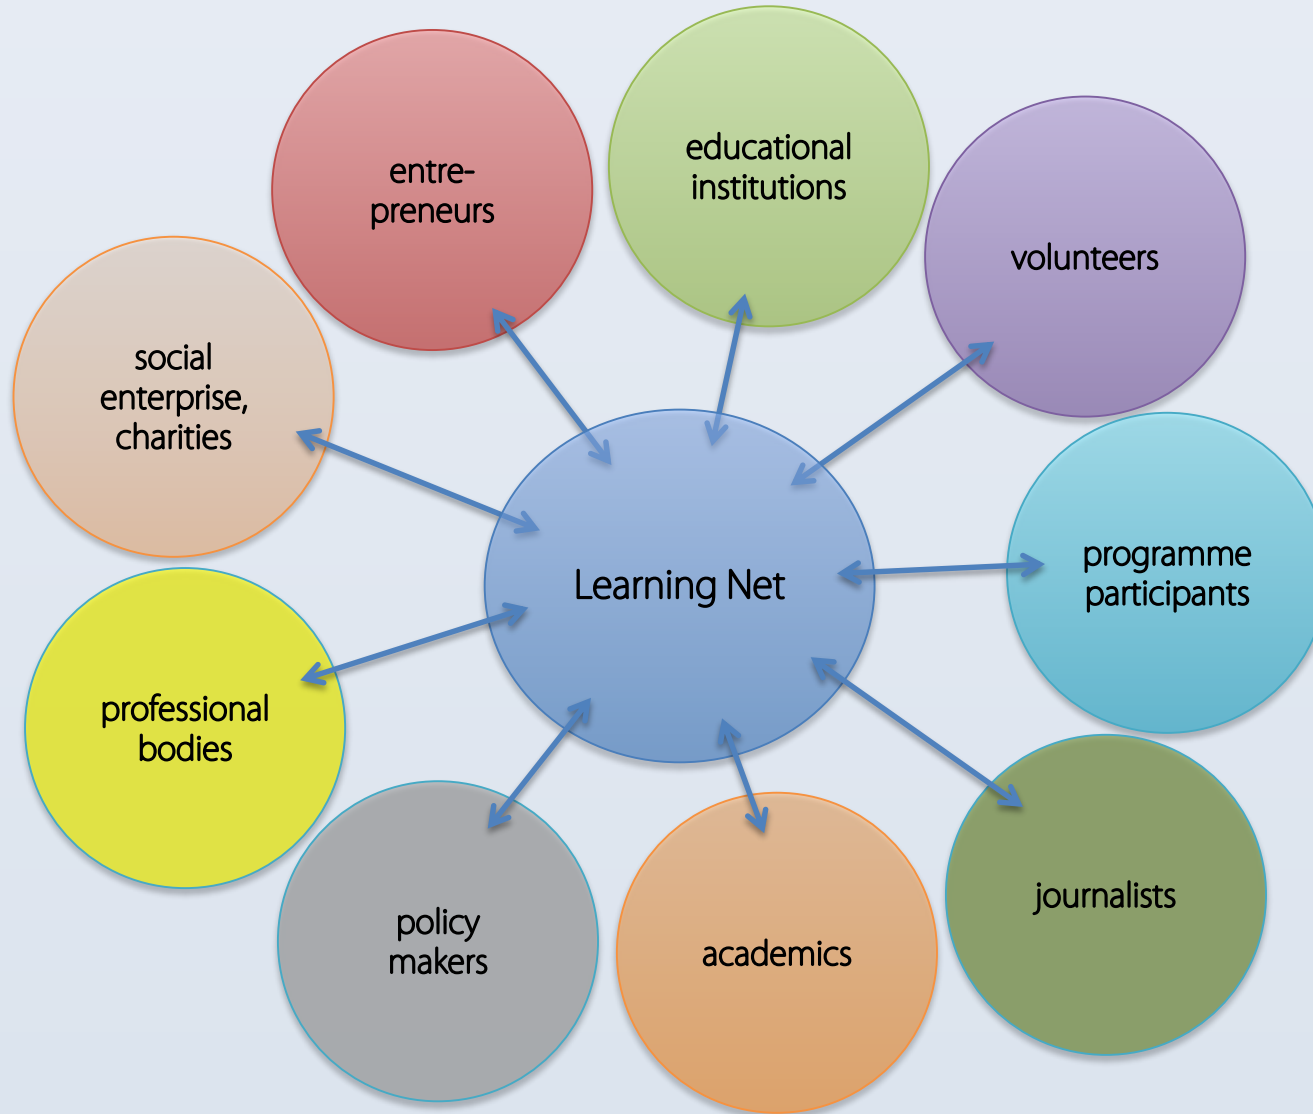 entre-
preneurs
educational
institutions
volunteers
social
enterprise,
charities
Learning Net
programme
participants
professional
bodies
journalists
policy
makers
academics